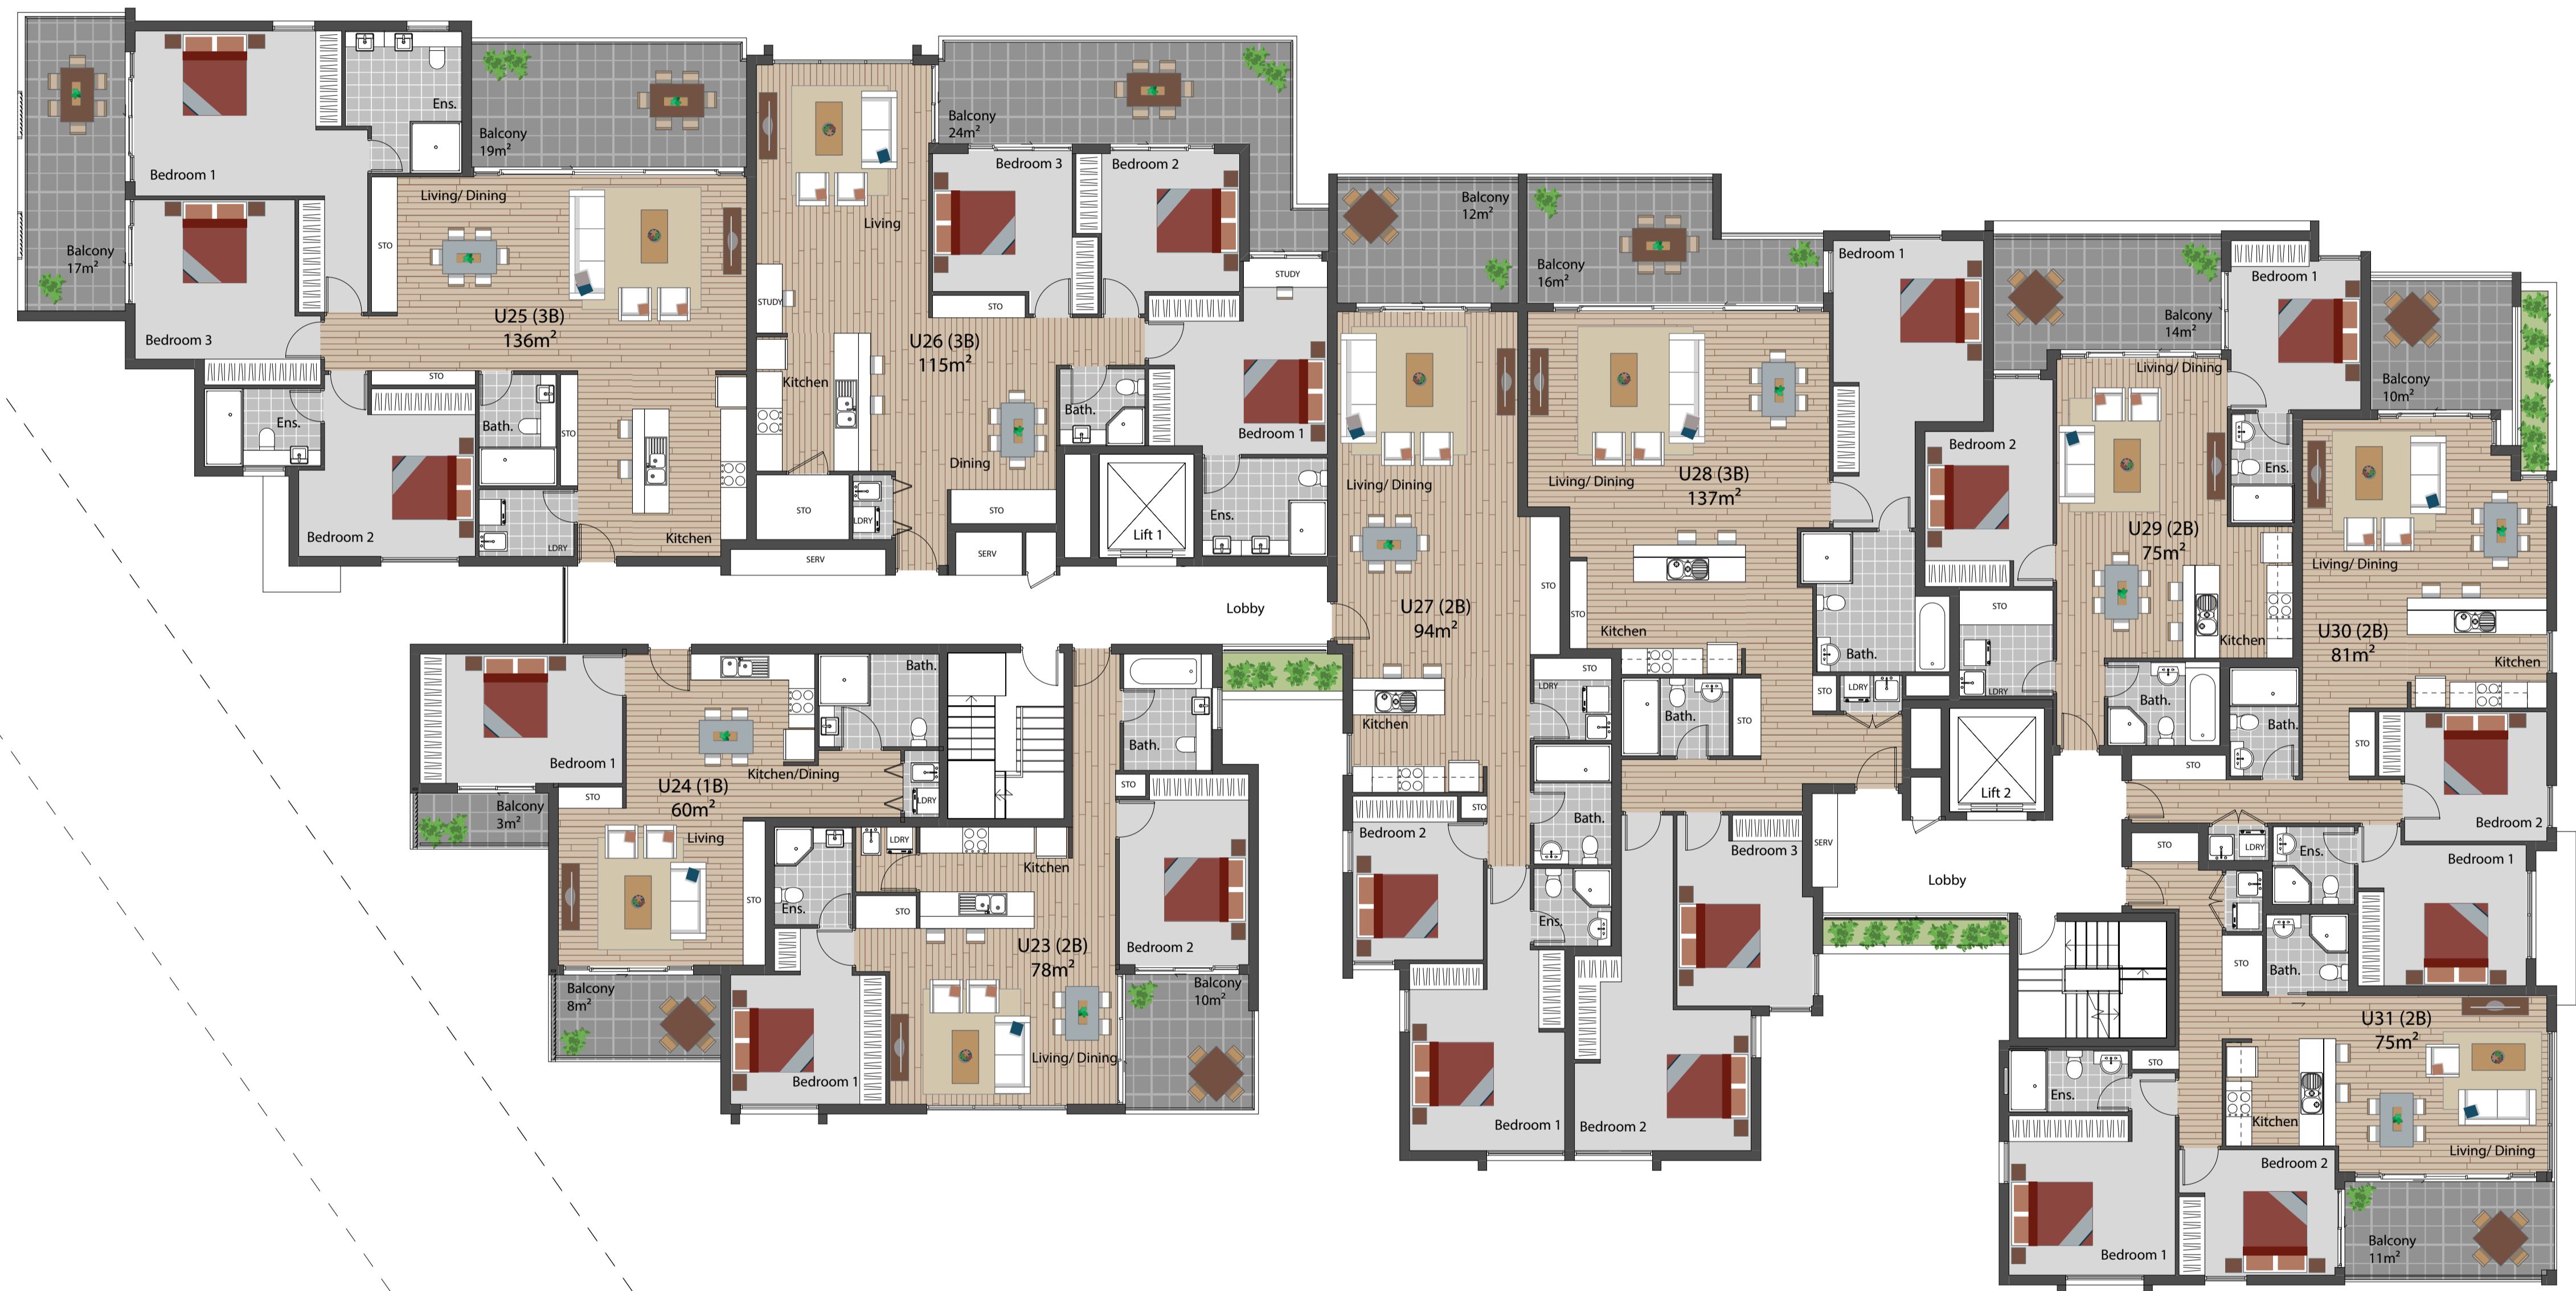 Bedroom 1
Ens.
Balcony
17m²
Bedroom 3
Ens.
Bedroom 2
Balcony
19m²
Living/ Dining
STO
U25 (3B)
136m²
STO
Bath.
STO
LDRY
Kitchen
Living
STUDY
Kitchen
U26 (3B)
115m²
Balcony
24m²
Bedroom 3
Bedroom 2
STO
STUDY
Bedroom 1
Bath.
Dining
STO
STO
LDRY
SERV
SERV
Lift 1
Ens.
Lobby
Bedroom 1
Balcony
3m²
STO
U24 (1B)
60m²
Kitchen/Dining
Bath.
LDRY
Living
STO
Balcony
8m²
Ens.
LDRY
STO
Kitchen
U23 (2B)
78m²
Bedroom 1
Living/ Dining
Bath.
STO
Bedroom 2
Balcony
10m²
Balcony
12m²
Living/ Dining
U27 (2B)
94m²
STO
Kitchen
STO
LDRY
STO
Bedroom 2
Bath.
Ens.
Bedroom 1
Balcony
16m²
Living/ Dining
U28 (3B)
137m²
STO
Kitchen
Bath.
STO
Bedroom 1
Bath.
STO
LDRY
Bedroom 3
Bedroom 2
SERV
Lobby
Lift 2
Balcony
14m²
Bedroom 1
Living/ Dining
Bedroom 2
Ens.
U29 (2B)
75m²
STO
LDRY
Kitchen
Bath.
Balcony
10m²
Living/ Dining
U30 (2B)
81m²
Kitchen
Bath.
STO
STO
Bedroom 2
LDRY
Ens.
Bedroom 1
STO
STO
Bath.
U31 (2B)
75m²
STO
Ens.
Kitchen
Living/ Dining
Bedroom 1
Bedroom 2
Balcony
11m²